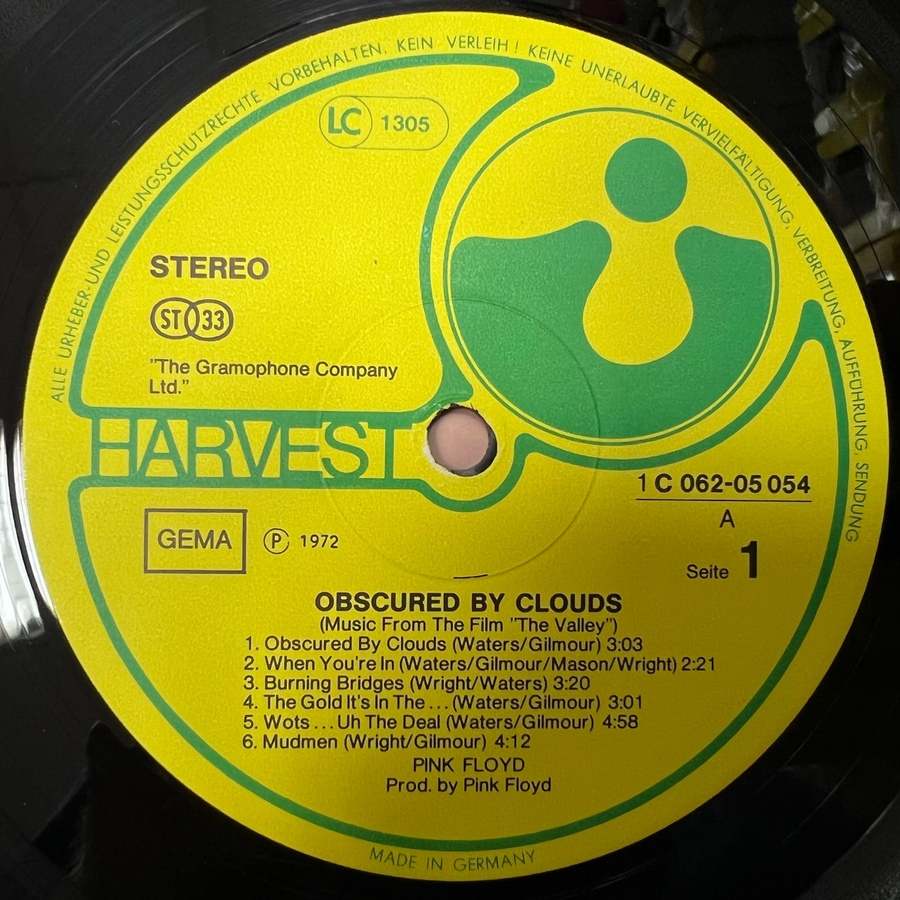 ALLE URHEBER- UND LEISTUNGSSCHUTZRECHTE VORBEHALTEN. KEIN VERLEIH! KEINE UNERLAUBTE VERVIELFÄLTIGUNG, VERBREITUNG, AUFFÜHRUNG, SENDUNG
LC 1305
STEREO
ST 33
"The Gramophone Company
Ltd."
HARVEST
1 C 062-05 054
A
Seite 1
GEMA
Ⓟ 1972
OBSCURED BY CLOUDS
(Music From The Film "The Valley")
1. Obscured By Clouds (Waters/Gilmour) 3:03
2. When You're In (Waters/Gilmour/Mason/Wright) 2:21
3. Burning Bridges (Wright/Waters) 3:20
4. The Gold It's In The ... (Waters/Gilmour) 3:01
5. Wots ... Uh The Deal (Waters/Gilmour) 4:58
6. Mudmen (Wright/Gilmour) 4:12
PINK FLOYD
Prod. by Pink Floyd
MADE IN GERMANY